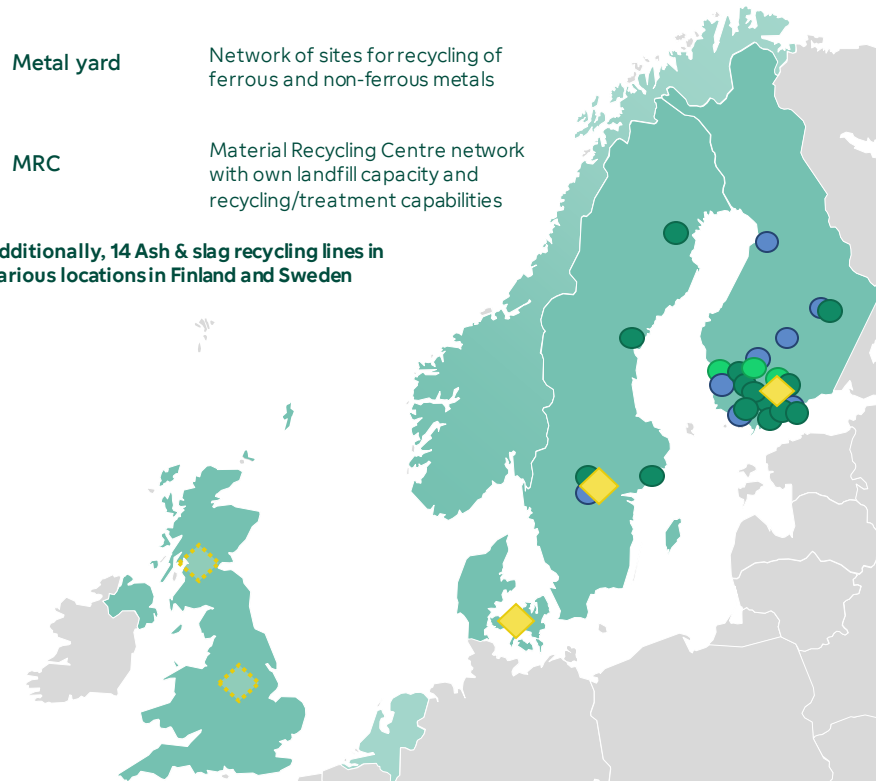 Metal yard
Network of sites for recycling of
ferrous and non-ferrous metals
MRC
Material Recycling Centre network
with own landfill capacity and
recycling/treatment capabilities
dditionally, 14 Ash & slag recycling lines in
arious locations in Finland and Sweden